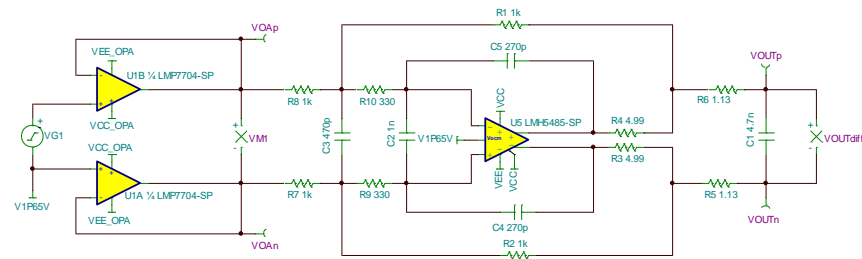 R1 1k
VOAp
C5 270p
VEE_OPA
VOUTp
U1B ¼ LMP7704-SP
R8 1k
R10 330
R6 1.13
VCC
U5 LMH5485-SP
R4 4.99
VCC_OPA
C3 470p
C2 1n
V1P65V
Vocm
VG1
VM1
C1 4.7n
VOUTdiff
VCC_OPA
R3 4.99
VEE
VCC
U1A ¼ LMP7704-SP
R7 1k
R9 330
R5 1.13
V1P65V
VEE_OPA
C4 270p
VOUTn
VOAn
R2 1k